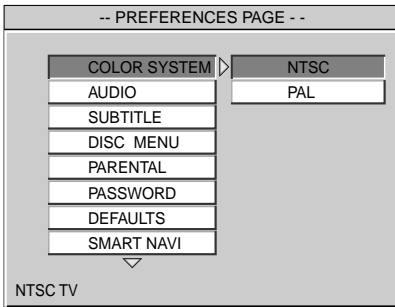 -- PREFERENCES PAGE - -
COLOR SYSTEM NTSC
AUDIO PAL
SUBTITLE
DISC MENU
PARENTAL
PASSWORD
DEFAULTS
SMART NAVI
NTSC TV